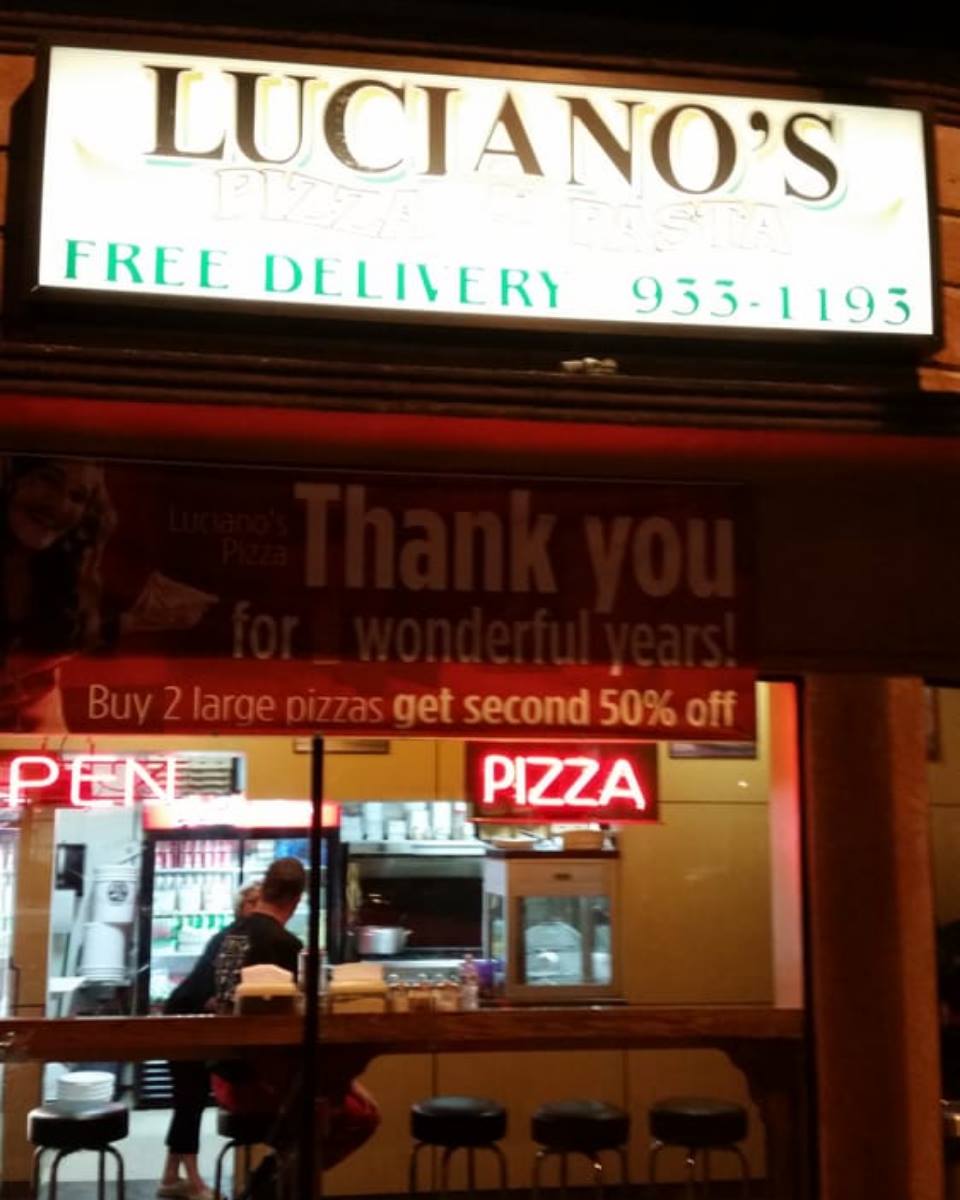 LUCIANO'S
PIZZA & PASTA
FREE DELIVERY 933-1193
Luciano's
Pizza
Thank you
for wonderful years!
Buy 2 large pizzas get second 50% off
PEN
PIZZA